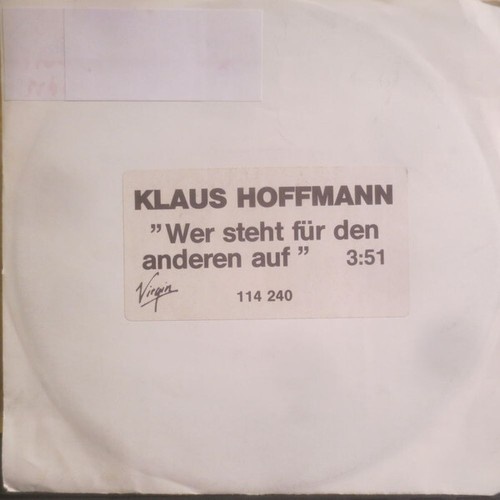 KLAUS HOFFMANN
"Wer steht für den
anderen auf" 3:51
Virgin 114 240